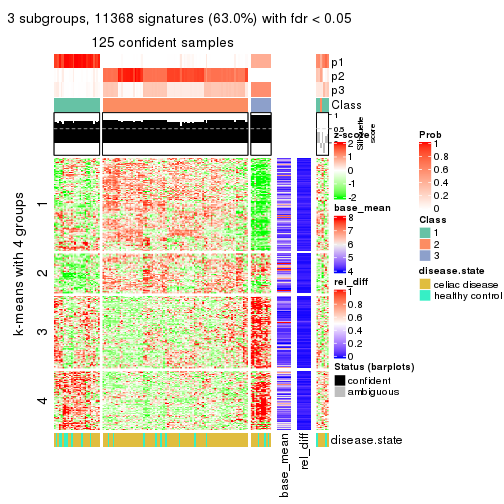 3 subgroups, 11368 signatures (63.0%) with fdr < 0.05
125 confident samples
p1
p2
p3
Class
1
0.5
0
Silhouette
score
k-means with 4 groups
1
2
3
4
z-score
2
1
0
-1
-2
base_mean
8
7
6
5
4
rel_diff
1
0.8
0.6
0.4
0.2
0
Status (barplots)
confident
ambiguous
Prob
1
0.8
0.6
0.4
0.2
0
Class
1
2
3
disease.state
celiac disease
healthy control
disease.state
base_mean
rel_diff